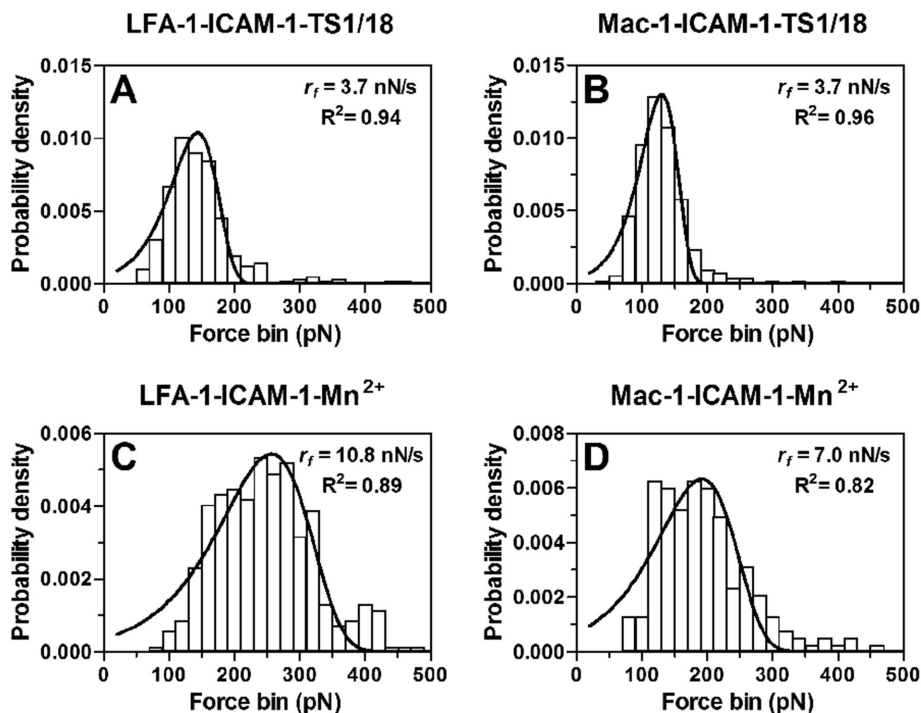 LFA-1-ICAM-1-TS1/18
A
r_f = 3.7 nN/s
R²= 0.94
Probability density
0.015
0.010
0.005
0.000
0 100 200 300 400 500
Force bin (pN)
Mac-1-ICAM-1-TS1/18
B
r_f = 3.7 nN/s
R²= 0.96
Probability density
0.015
0.010
0.005
0.000
0 100 200 300 400 500
Force bin (pN)
LFA-1-ICAM-1-Mn²⁺
C
r_f = 10.8 nN/s
R²= 0.89
Probability density
0.006
0.004
0.002
0.000
0 100 200 300 400 500
Force bin (pN)
Mac-1-ICAM-1-Mn²⁺
D
r_f = 7.0 nN/s
R²= 0.82
Probability density
0.008
0.006
0.004
0.002
0.000
0 100 200 300 400 500
Force bin (pN)